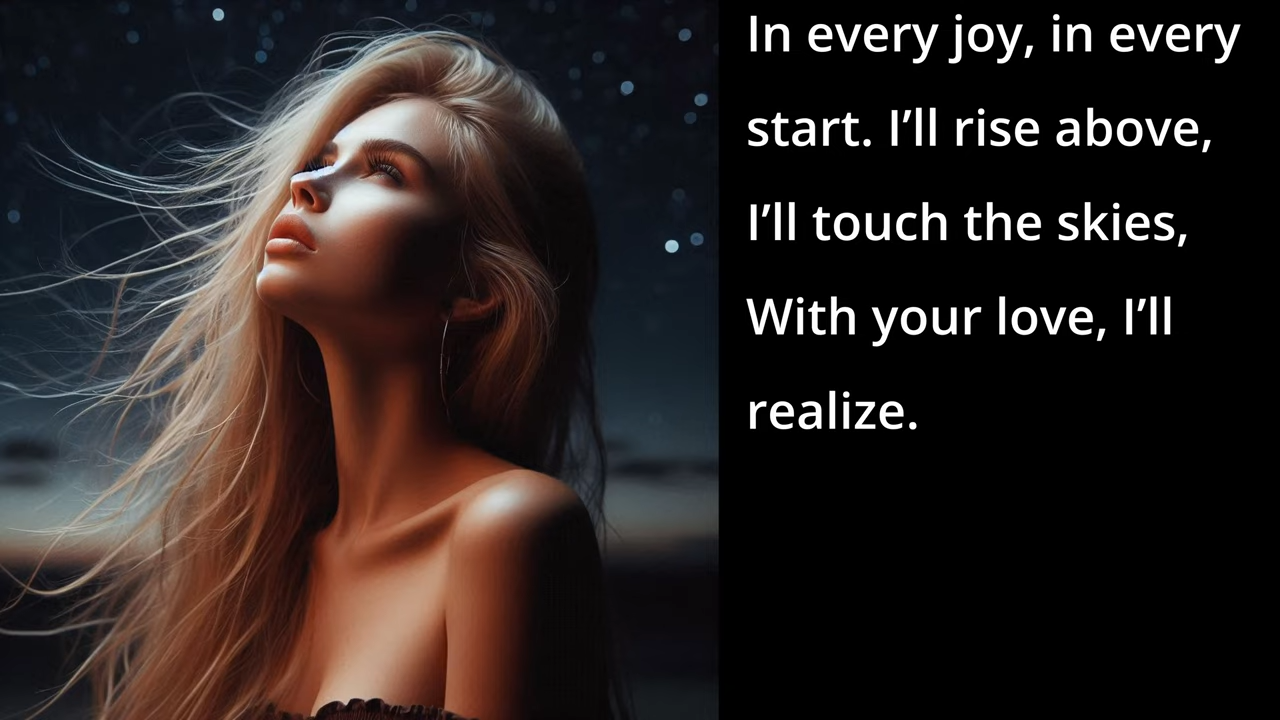 In every joy, in every
start. I’ll rise above,
I’ll touch the skies,
With your love, I’ll
realize.